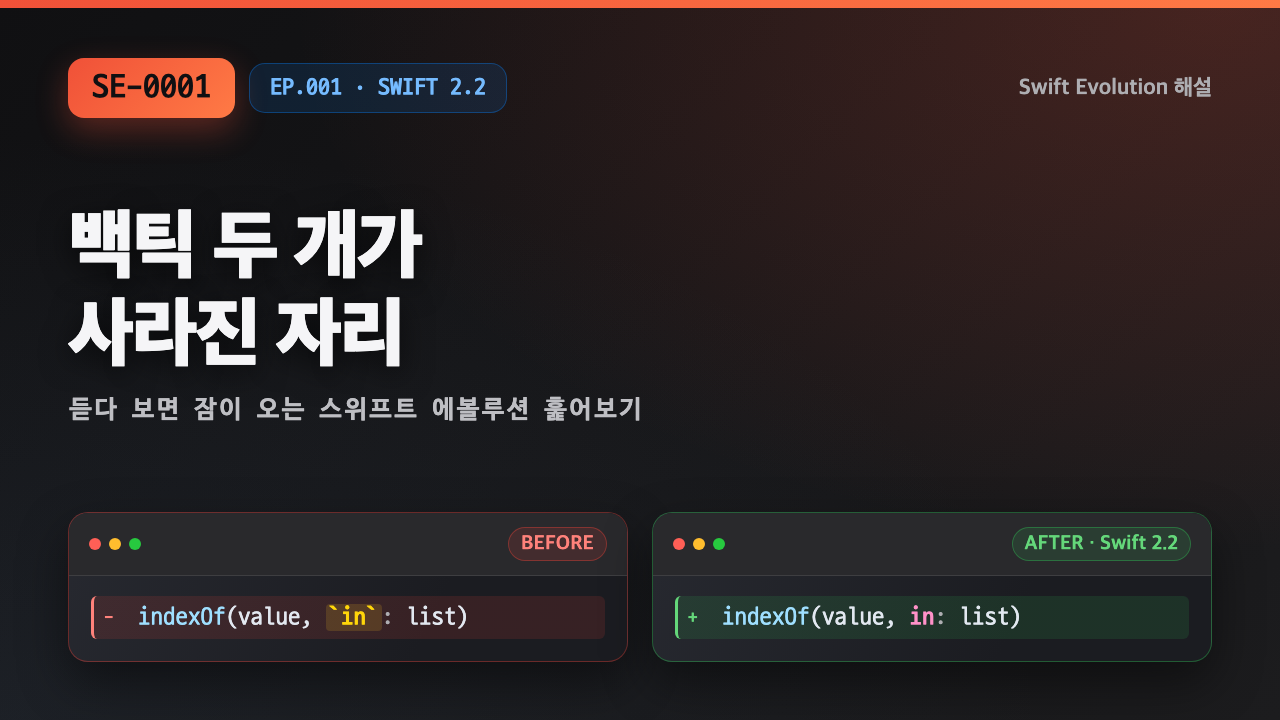 SE-0001
EP.001 · SWIFT 2.2
Swift Evolution 해설
백틱 두 개가
사라진 자리
듣다 보면 잠이 오는 스위프트 에볼루션 훑어보기
BEFORE
- indexOf(value, `in`: list)
AFTER · Swift 2.2
+ indexOf(value, in: list)